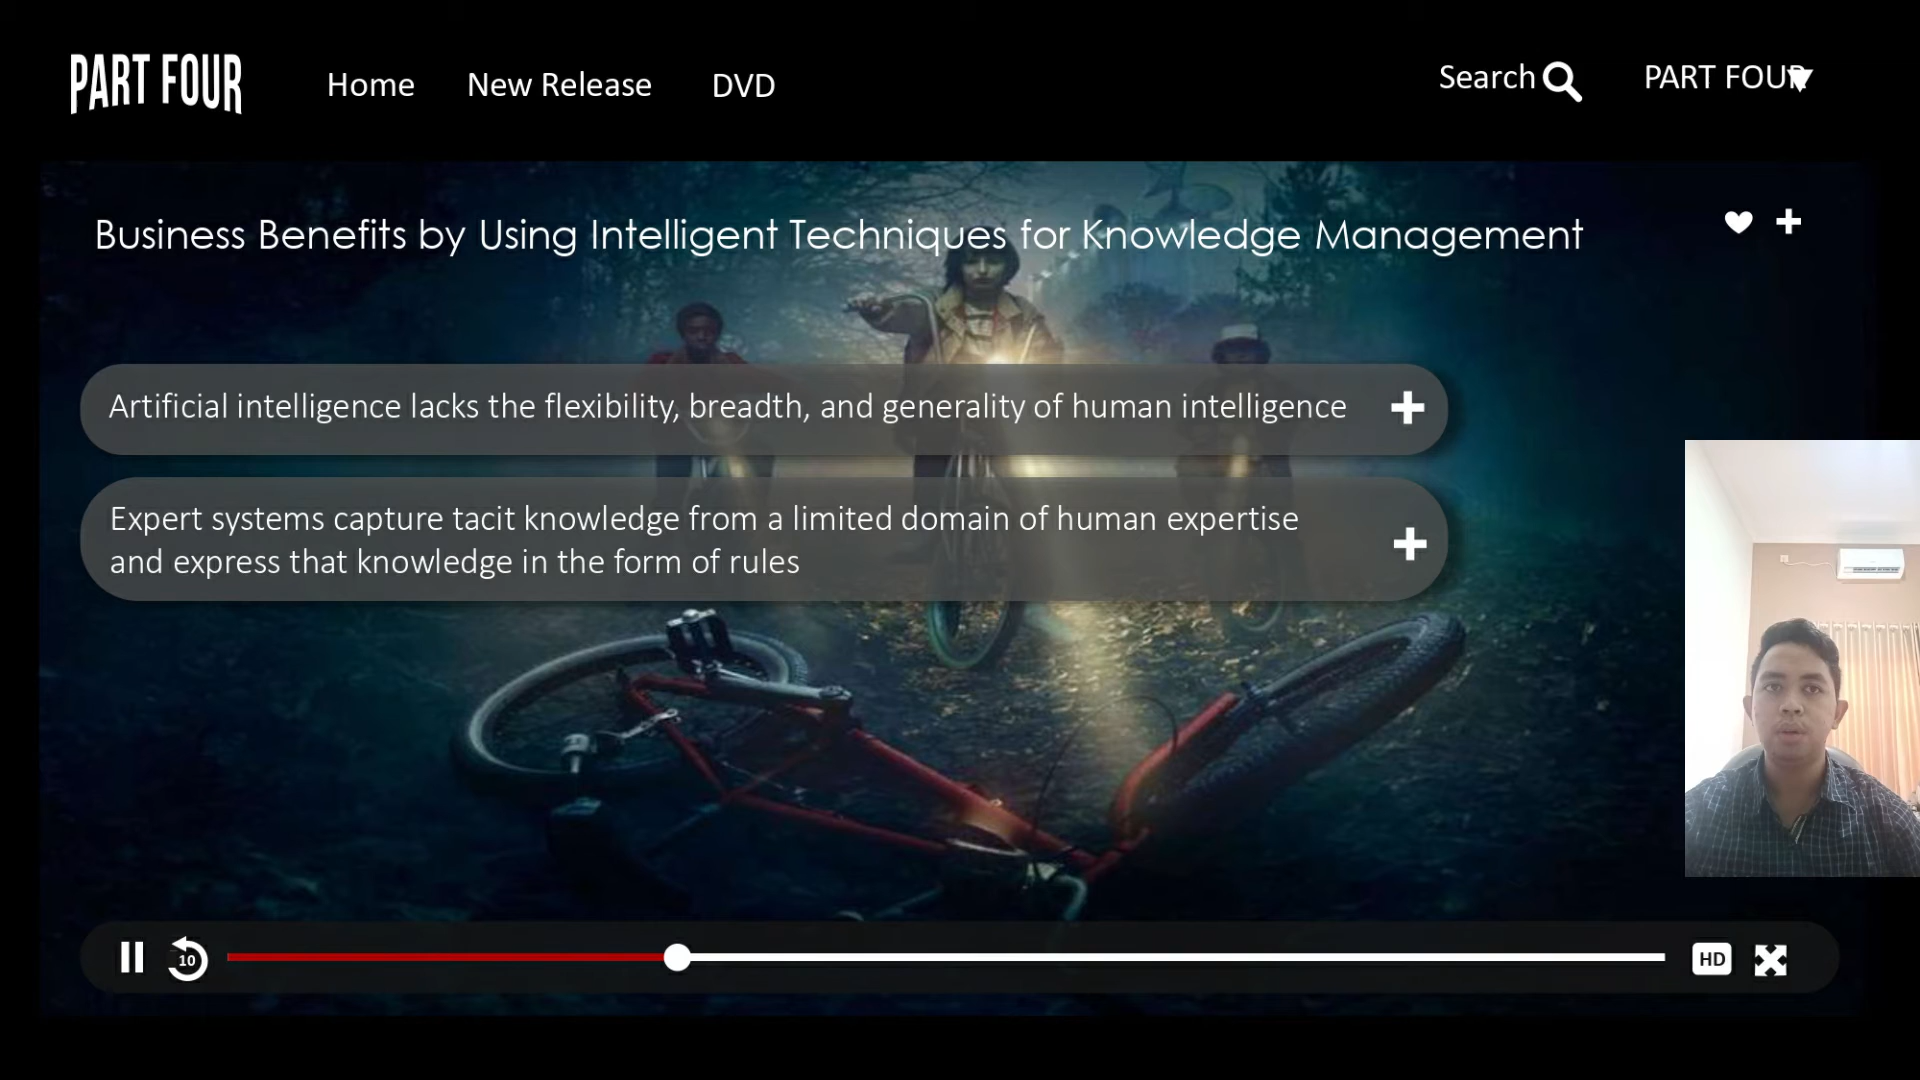 PART FOUR
Home New Release DVD
Search
PART FOUR
Business Benefits by Using Intelligent Techniques for Knowledge Management
Artificial intelligence lacks the flexibility, breadth, and generality of human intelligence
Expert systems capture tacit knowledge from a limited domain of human expertise
and express that knowledge in the form of rules
10
HD